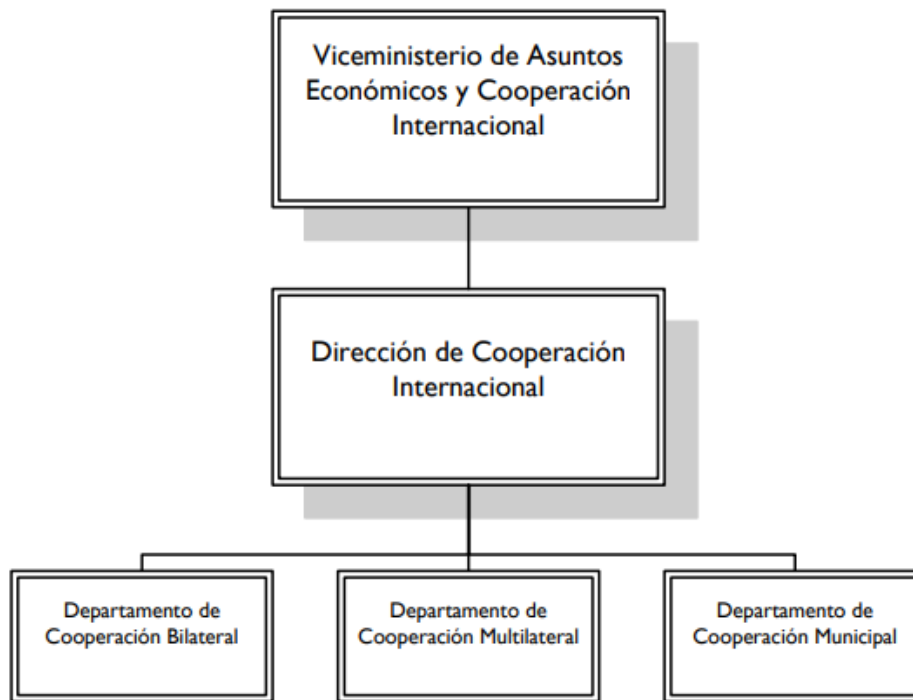 Viceministerio de Asuntos
Económicos y Cooperación
Internacional
Dirección de Cooperación
Internacional
Departamento de
Cooperación Bilateral
Departamento de
Cooperación Multilateral
Departamento de
Cooperación Municipal